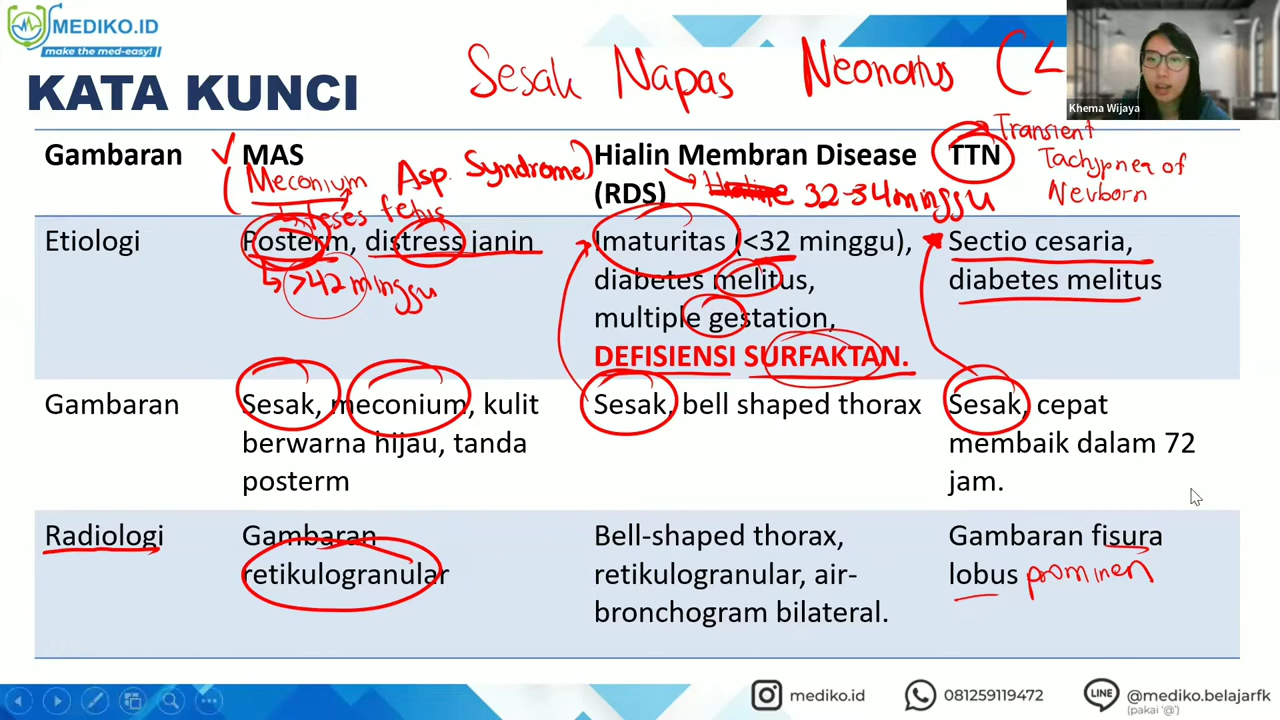 MEDIKO.ID
make the med-easy!
KATA KUNCI
Sesak Napas Neonatus (<
Khema Wijaya
Gambaran
MAS
(Meconium Asp. Syndrome)
Hialin Membran Disease
(RDS)
32-34 minggu
TTN
Transient
Tachypnea of
Newborn
fetus
Etiologi
Posterm, distress janin
>42 minggu
Imaturitas (<32 minggu),
diabetes melitus,
multiple gestation,
DEFISIENSI SURFAKTAN.
Sectio cesaria,
diabetes melitus
Gambaran
Sesak, meconium, kulit
berwarna hijau, tanda
posterm
Sesak, bell shaped thorax
Sesak, cepat
membaik dalam 72
jam.
Radiologi
Gambaran
retikulogranular
Bell-shaped thorax,
retikulogranular, air-
bronchogram bilateral.
Gambaran fisura
lobus prominen
mediko.id
081259119472
LINE
@mediko.belajarfk
(pakai '@')